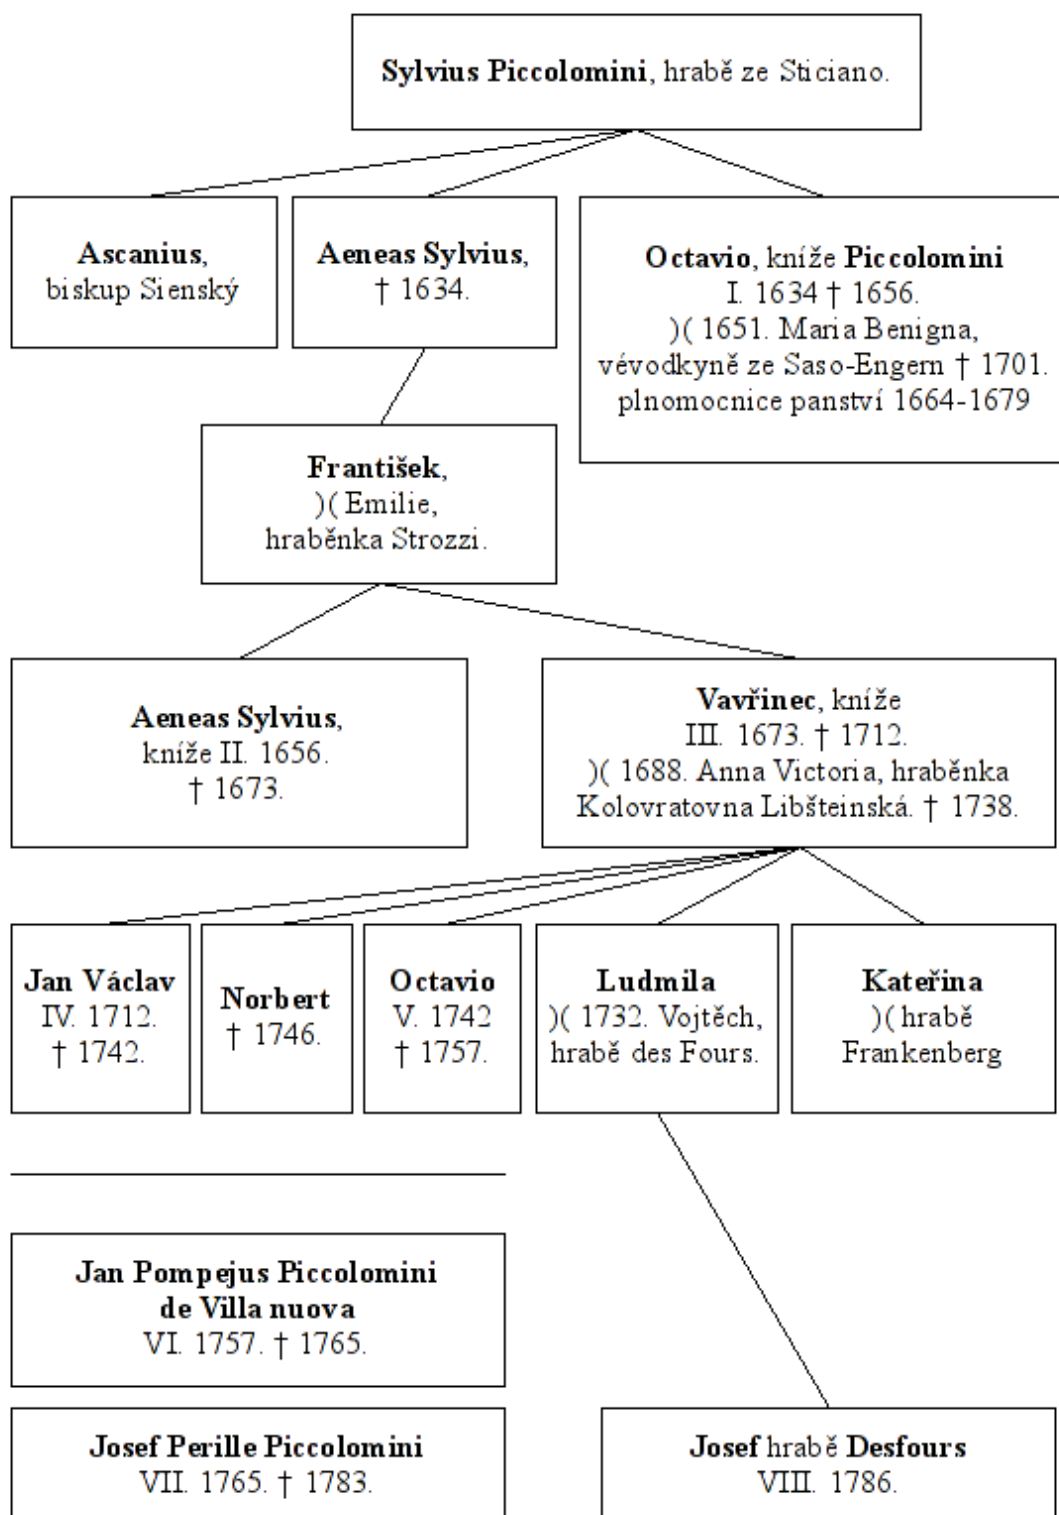 Sylvius Piccolomini, hrabě ze Sticiano.
Ascanius,
biskup Sienský
Aeneas Sylvius,
† 1634.
Octavio, kníže Piccolomini
I. 1634 † 1656.
)( 1651. Maria Benigna,
vévodkyně ze Saso-Engern † 1701.
plnomocnice panství 1664-1679
František,
)( Emilie,
hraběnka Strozzi.
Aeneas Sylvius,
kníže II. 1656.
† 1673.
Vavřinec, kníže
III. 1673. † 1712.
)( 1688. Anna Victoria, hraběnka
Kolovratovna Libšteinská. † 1738.
Jan Václav
IV. 1712.
† 1742.
Norbert
† 1746.
Octavio
V. 1742
† 1757.
Ludmila
)( 1732. Vojtěch,
hrabě des Fours.
Kateřina
)( hrabě
Frankenberg
Jan Pompejus Piccolomini
de Villa nuova
VI. 1757. † 1765.
Josef Perille Piccolomini
VII. 1765. † 1783.
Josef hrabě Desfours
VIII. 1786.